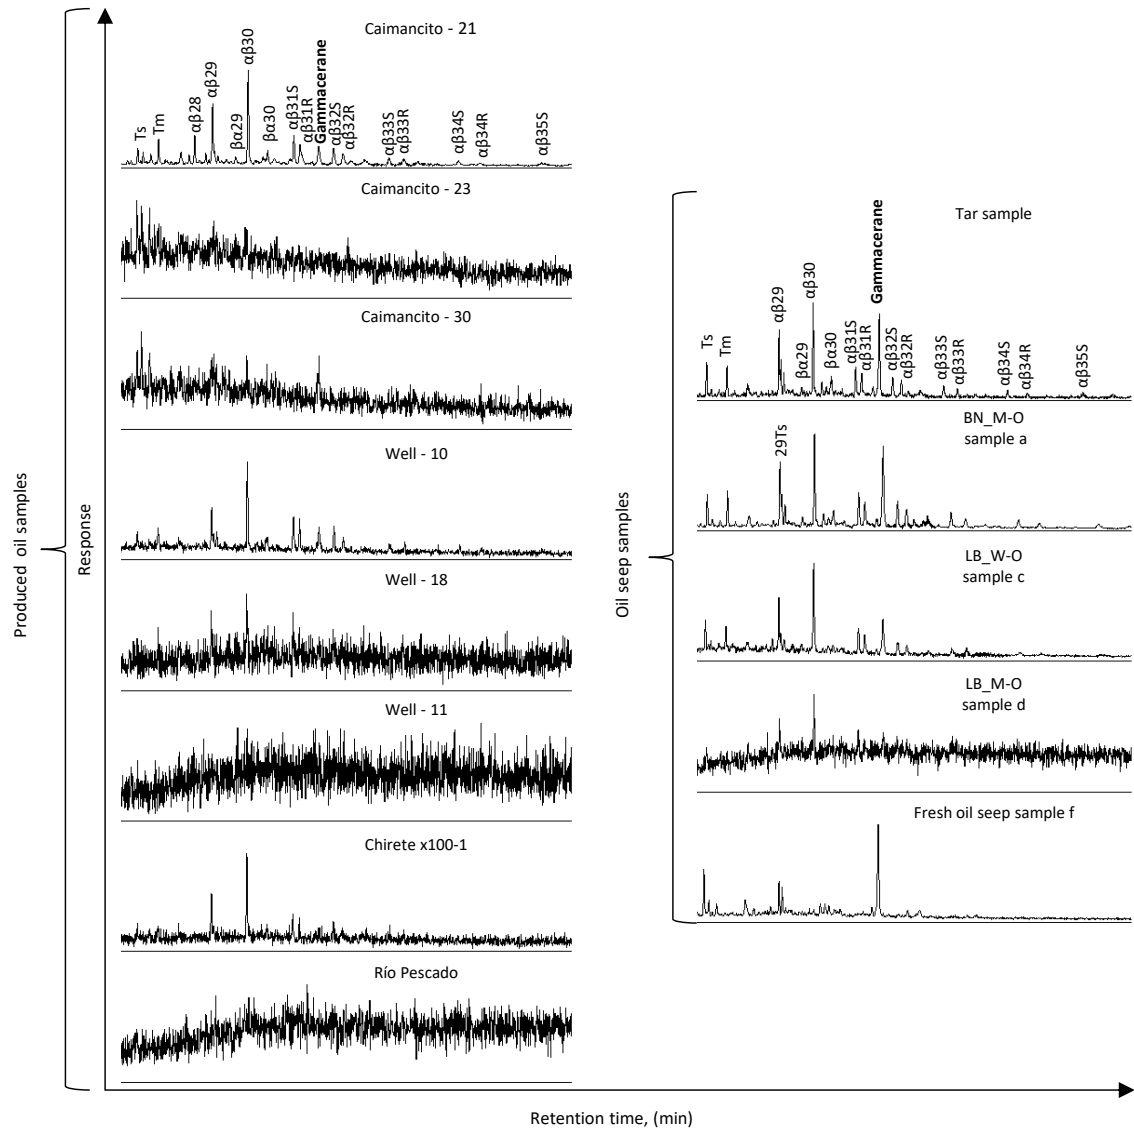 Caimancito - 21
Ts
Tm
αβ28
αβ29
βα29
αβ30
βα30
αβ31S
αβ31R
Gammacerane
αβ32S
αβ32R
αβ33S
αβ33R
αβ34S
αβ34R
αβ35S
Caimancito - 23
Caimancito - 30
Well - 10
Well - 18
Well - 11
Chirete x100-1
Río Pescado
Produced oil samples
Response
Oil seep samples
Tar sample
Ts
Tm
αβ29
βα29
αβ30
βα30
αβ31S
αβ31R
Gammacerane
αβ32S
αβ32R
αβ33S
αβ33R
αβ34S
αβ34R
αβ35S
BN_M-O
sample a
29Ts
LB_W-O
sample c
LB_M-O
sample d
Fresh oil seep sample f
Retention time, (min)